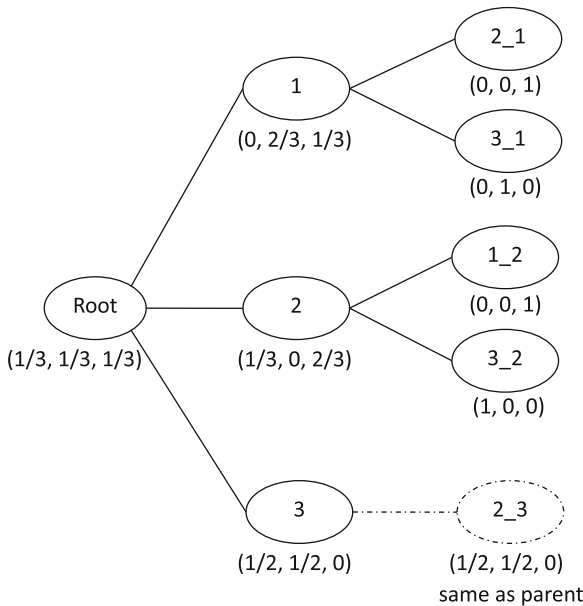 2_1
(0, 0, 1)
1
(0, 2/3, 1/3)
3_1
(0, 1, 0)
1_2
(0, 0, 1)
Root
(1/3, 1/3, 1/3)
2
(1/3, 0, 2/3)
3_2
(1, 0, 0)
3
(1/2, 1/2, 0)
2_3
(1/2, 1/2, 0)
same as parent